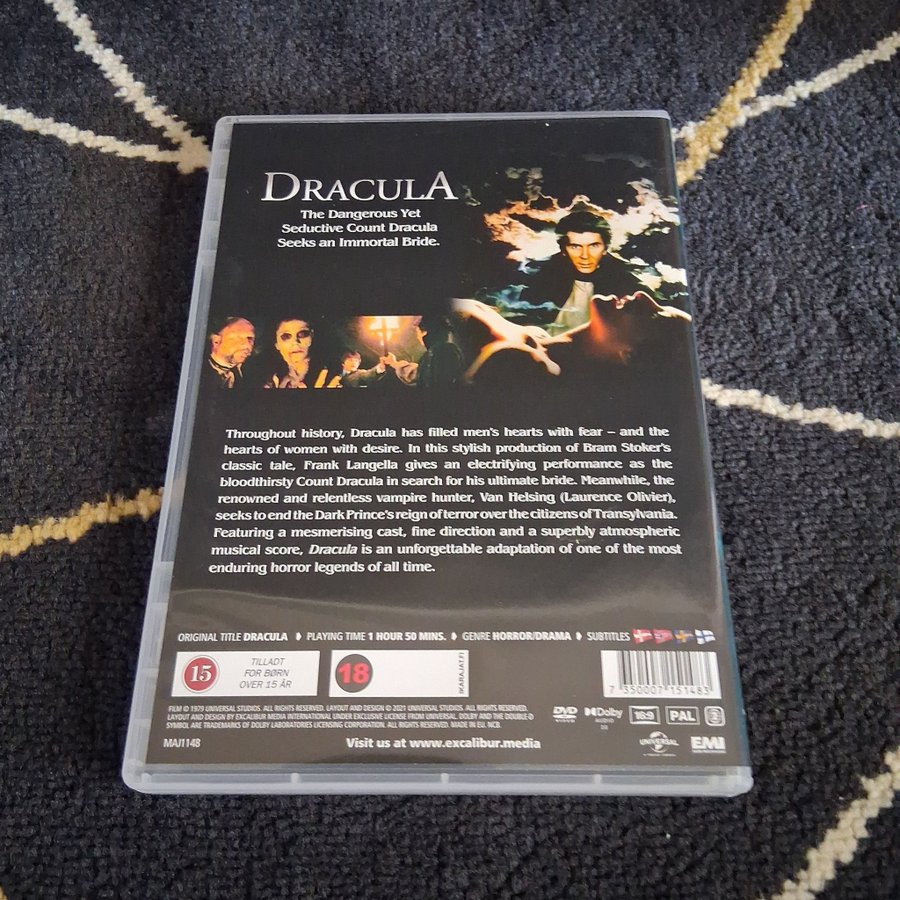 DRACULA
The Dangerous Yet
Seductive Count Dracula
Seeks an Immortal Bride.
Throughout history, Dracula has filled men's hearts with fear – and the
hearts of women with desire. In this stylish production of Bram Stoker's
classic tale, Frank Langella gives an electrifying performance as the
bloodthirsty Count Dracula in search for his ultimate bride. Meanwhile, the
renowned and relentless vampire hunter, Van Helsing (Laurence Olivier),
seeks to end the Dark Prince's reign of terror over the citizens of Transylvania.
Featuring a mesmerising cast, fine direction and a superbly atmospheric
musical score, Dracula is an unforgettable adaptation of one of the most
enduring horror legends of all time.
ORIGINAL TITLE DRACULA PLAYING TIME 1 HOUR 50 MINS. GENRE HORROR/DRAMA SUBTITLES
15
TILLADT
FOR BØRN
OVER 15 ÅR
18
IKARAJAT.FI
7 350007 151483
FILM © 1979 UNIVERSAL STUDIOS. ALL RIGHTS RESERVED. LAYOUT AND DESIGN © 2021 UNIVERSAL STUDIOS. ALL RIGHTS RESERVED.
LAYOUT AND DESIGN BY EXCALIBUR MEDIA INTERNATIONAL UNDER EXCLUSIVE LICENSE FROM UNIVERSAL. DOLBY AND THE DOUBLE-D
SYMBOL ARE TRADEMARKS OF DOLBY LABORATORIES LICENSING CORPORATION. ALL RIGHTS RESERVED. MADE IN EU. NCB.
DVD
VIDEO
Dolby
AUDIO
16:9
PAL
2
MAJ1148
Visit us at www.excalibur.media
UNIVERSAL
EMI